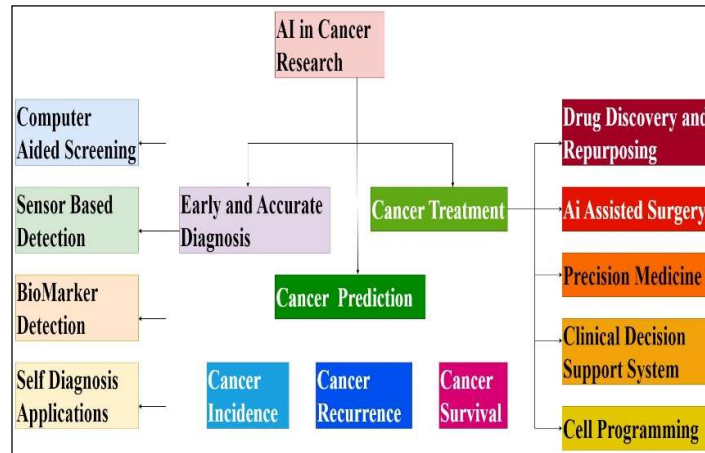 AI in Cancer
Research
Computer
Aided Screening
Sensor Based
Detection
BioMarker
Detection
Self Diagnosis
Applications
Early and Accurate
Diagnosis
Cancer Treatment
Cancer Prediction
Cancer
Incidence
Cancer
Recurrence
Cancer
Survival
Drug Discovery and
Repurposing
Ai Assisted Surgery
Precision Medicine
Clinical Decision
Support System
Cell Programming